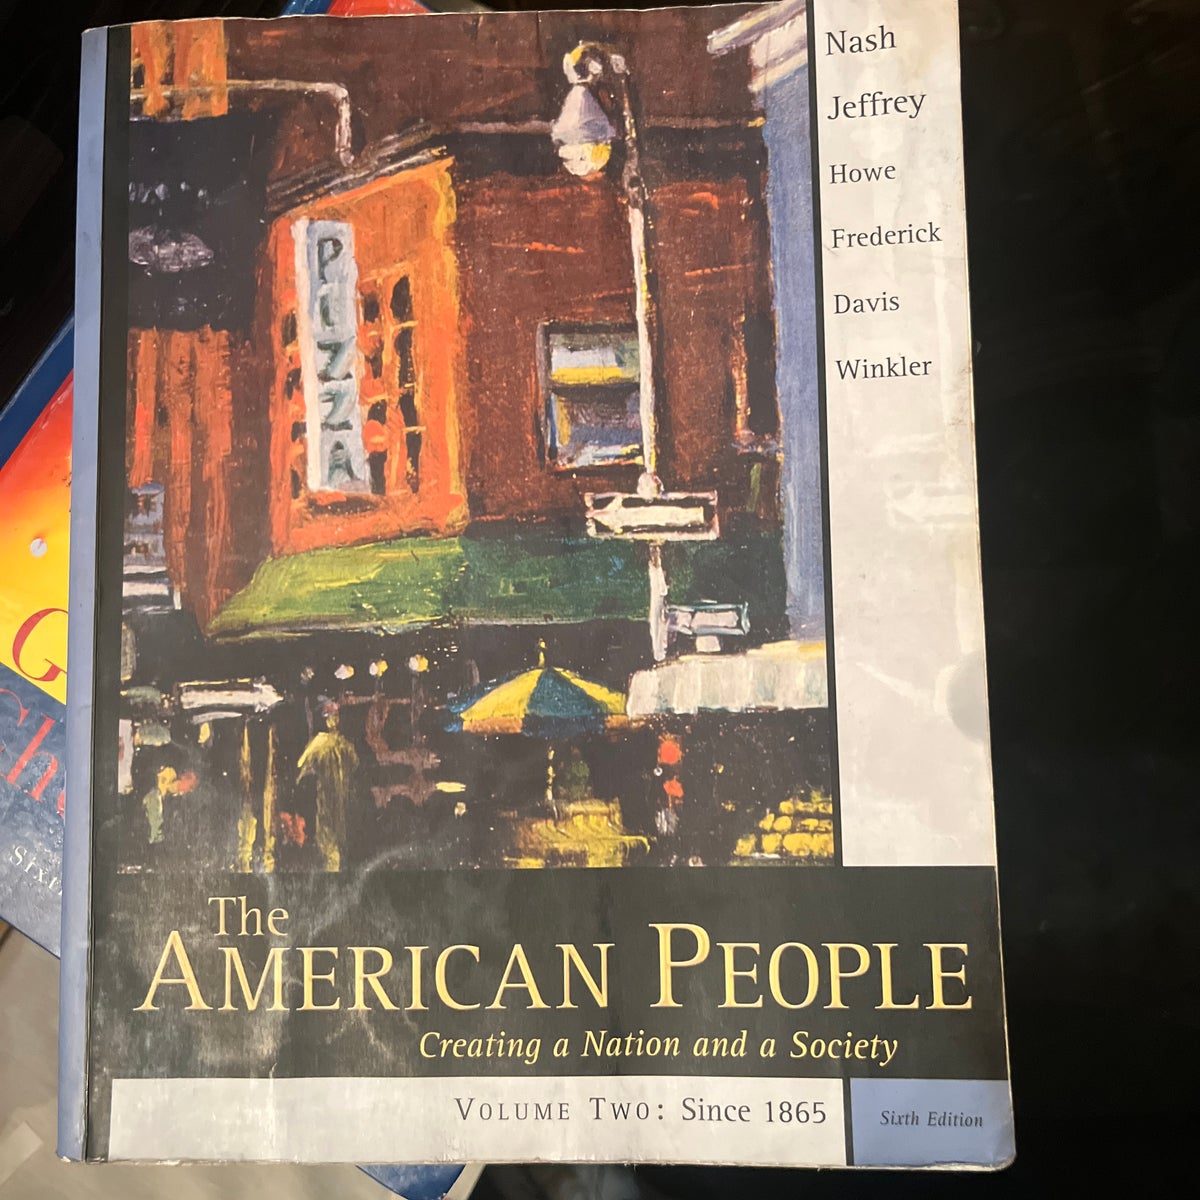 Nash
Jeffrey
Howe
Frederick
Davis
Winkler
PIZZA
The
AMERICAN PEOPLE
Creating a Nation and a Society
VOLUME TWO: Since 1865
Sixth Edition
G
Ch